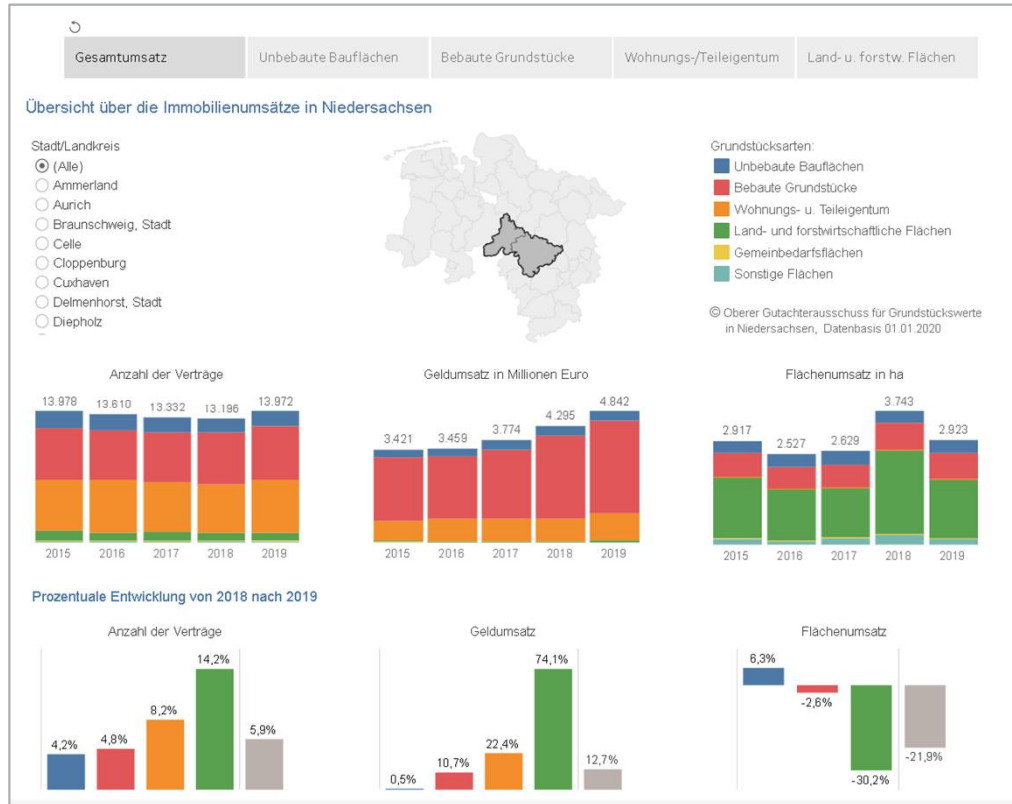 Gesamtumsatz
Unbebaute Bauflächen
Bebaute Grundstücke
Wohnungs-/Teileigentum
Land- u. forstw. Flächen
Übersicht über die Immobilienumsätze in Niedersachsen
Stadt/Landkreis
(Alle)
Ammerland
Aurich
Braunschweig, Stadt
Celle
Cloppenburg
Cuxhaven
Delmenhorst, Stadt
Diepholz
Grundstücksarten:
Unbebaute Bauflächen
Bebaute Grundstücke
Wohnungs- u. Teileigentum
Land- und forstwirtschaftliche Flächen
Gemeinbedarfsflächen
Sonstige Flächen
© Oberer Gutachterausschuss für Grundstückswerte
in Niedersachsen, Datenbasis 01.01.2020
Anzahl der Verträge
13.978 13.610 13.332 13.196 13.972
2015 2016 2017 2018 2019
Geldumsatz in Millionen Euro
3.421 3.459 3.774 4.295 4.842
2015 2016 2017 2018 2019
Flächenumsatz in ha
2.917 2.527 2.629 3.743 2.923
2015 2016 2017 2018 2019
Prozentuale Entwicklung von 2018 nach 2019
Anzahl der Verträge
4,2% 4,8% 8,2% 14,2% 5,9%
Geldumsatz
0,5% 10,7% 22,4% 74,1% 12,7%
Flächenumsatz
6,3% -2,6% -30,2% -21,9%